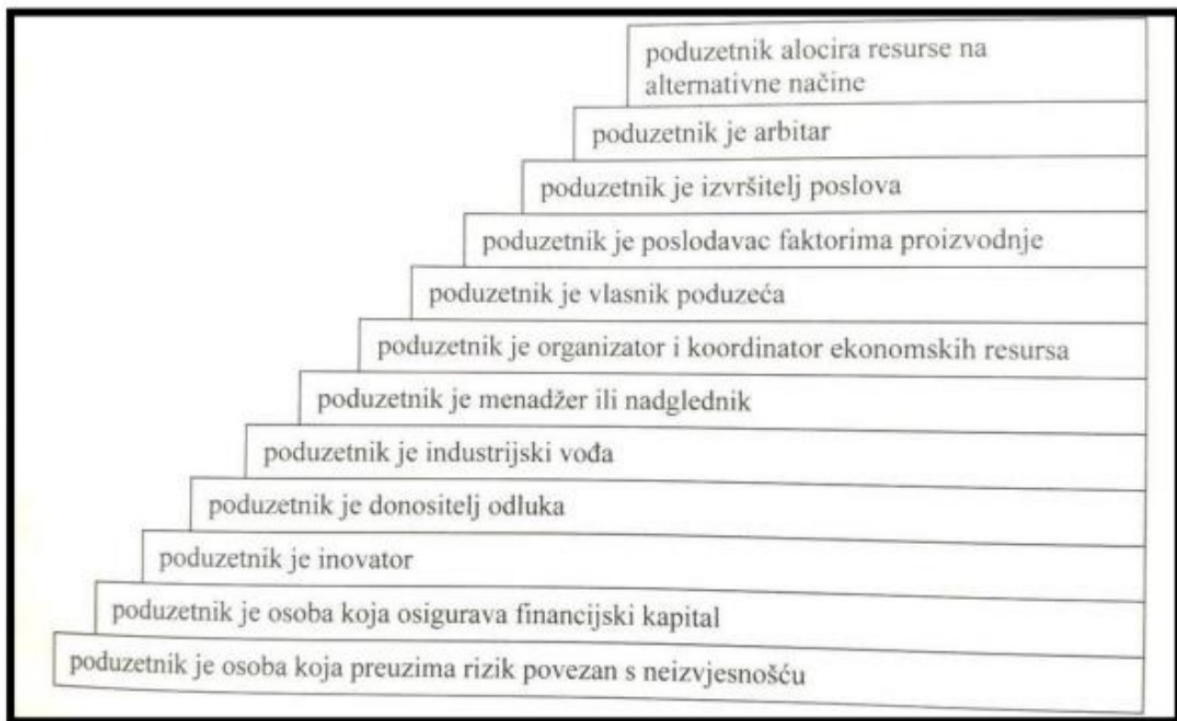 poduzetnik alocira resurse na
alternativne načine
poduzetnik je arbitar
poduzetnik je izvršitelj poslova
poduzetnik je poslodavac faktorima proizvodnje
poduzetnik je vlasnik poduzeća
poduzetnik je organizator i koordinator ekonomskih resursa
poduzetnik je menadžer ili nadglednik
poduzetnik je industrijski vođa
poduzetnik je donositelj odluka
poduzetnik je inovator
poduzetnik je osoba koja osigurava financijski kapital
poduzetnik je osoba koja preuzima rizik povezan s neizvjesnošću